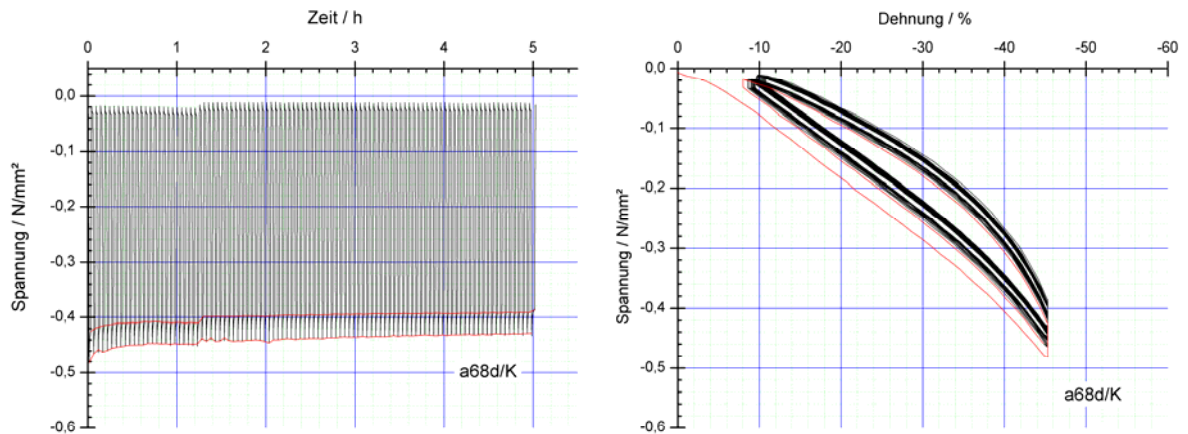 Zeit / h
0 1 2 3 4 5
Spannung / N/mm²
0,0
-0,1
-0,2
-0,3
-0,4
-0,5
-0,6
a68d/K
Dehnung / %
0 -10 -20 -30 -40 -50 -60
Spannung / N/mm²
0,0
-0,1
-0,2
-0,3
-0,4
-0,5
-0,6
a68d/K